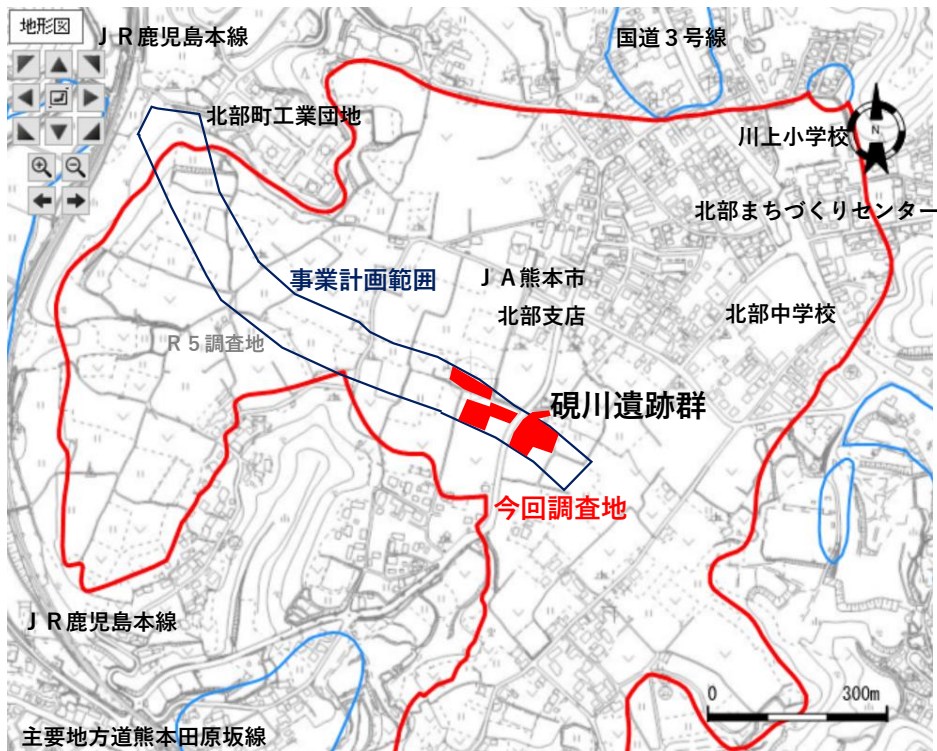 地形図
ＪＲ鹿児島本線
国道３号線
北部町工業団地
川上小学校
N
北部まちづくりセンター
事業計画範囲
ＪＡ熊本市
北部支店
北部中学校
Ｒ５調査地
硯川遺跡群
今回調査地
ＪＲ鹿児島本線
0 300m
主要地方道熊本田原坂線